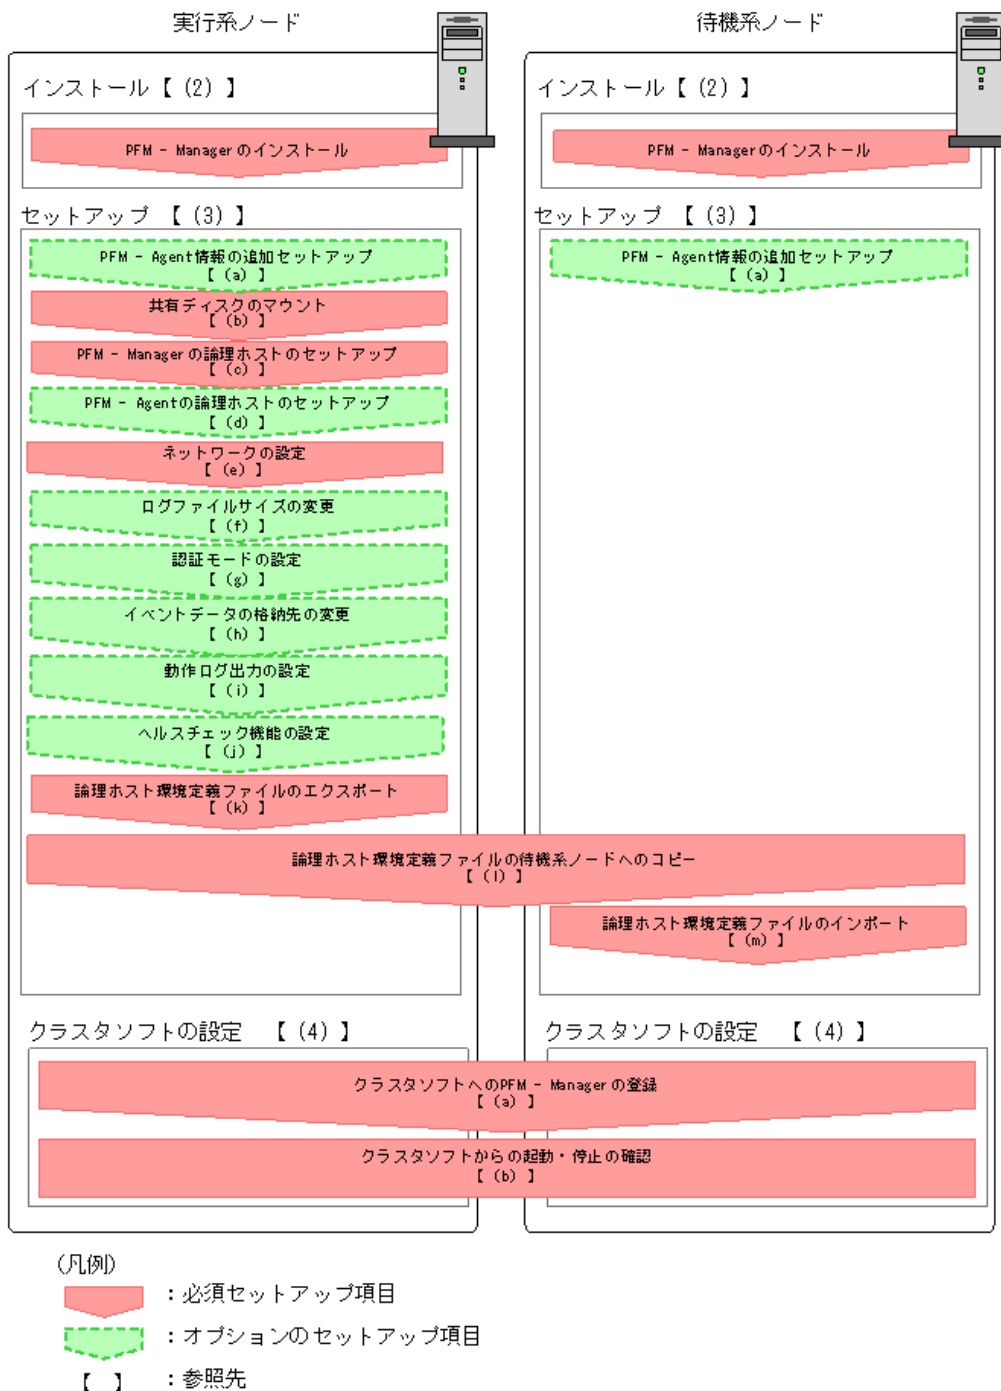 実行系ノード
待機系ノード
インストール【(2)】
インストール【(2)】
PFM - Managerのインストール
PFM - Managerのインストール
セットアップ 【(3)】
セットアップ 【(3)】
PFM - Agent情報の追加セットアップ
【(a)】
PFM - Agent情報の追加セットアップ
【(a)】
共有ディスクのマウント
【(b)】
PFM - Managerの論理ホストのセットアップ
【(c)】
PFM - Agentの論理ホストのセットアップ
【(d)】
ネットワークの設定
【(e)】
ログファイルサイズの変更
【(f)】
認証モードの設定
【(g)】
イベントデータの格納先の変更
【(h)】
動作ログ出力の設定
【(i)】
ヘルスチェック機能の設定
【(j)】
論理ホスト環境定義ファイルのエクスポート
【(k)】
論理ホスト環境定義ファイルの待機系ノードへのコピー
【(l)】
論理ホスト環境定義ファイルのインポート
【(m)】
クラスタソフトの設定 【(4)】
クラスタソフトの設定 【(4)】
クラスタソフトへのPFM - Managerの登録
【(a)】
クラスタソフトからの起動・停止の確認
【(b)】
(凡例)
：必須セットアップ項目
：オプションのセットアップ項目
【 】 ：参照先